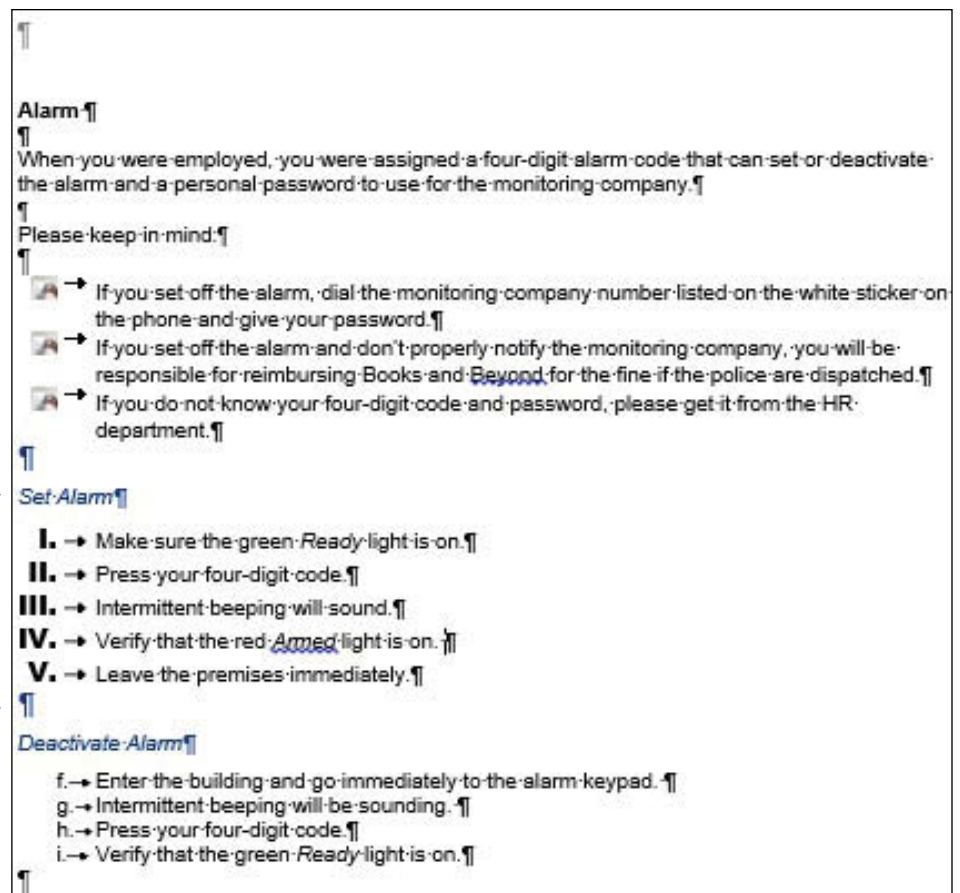 ¶
Alarm·¶
¶
When·you·were·employed,·you·were·assigned·a·four-digit·alarm·code·that·can·set·or·deactivate·
the·alarm·and·a·personal·password·to·use·for·the·monitoring·company.¶
¶
Please·keep·in·mind:¶
¶
→ If·you·set·off·the·alarm,·dial·the·monitoring·company·number·listed·on·the·white·sticker·on·
the·phone·and·give·your·password.¶
→ If·you·set·off·the·alarm·and·don't·properly·notify·the·monitoring·company,·you·will·be·
responsible·for·reimbursing·Books·and·Beyond·for·the·fine·if·the·police·are·dispatched.¶
→ If·you·do·not·know·your·four-digit·code·and·password,·please·get·it·from·the·HR·
department.¶
¶
Set·Alarm¶
I. → Make·sure·the·green·Ready·light·is·on.¶
II. → Press·your·four-digit·code.¶
III. → Intermittent·beeping·will·sound.¶
IV. → Verify·that·the·red·Armed·light·is·on.·¶
V. → Leave·the·premises·immediately.¶
¶
Deactivate·Alarm¶
f.→ Enter·the·building·and·go·immediately·to·the·alarm·keypad.·¶
g.→ Intermittent·beeping·will·be·sounding.·¶
h.→ Press·your·four-digit·code.¶
i.→ Verify·that·the·green·Ready·light·is·on.¶
¶